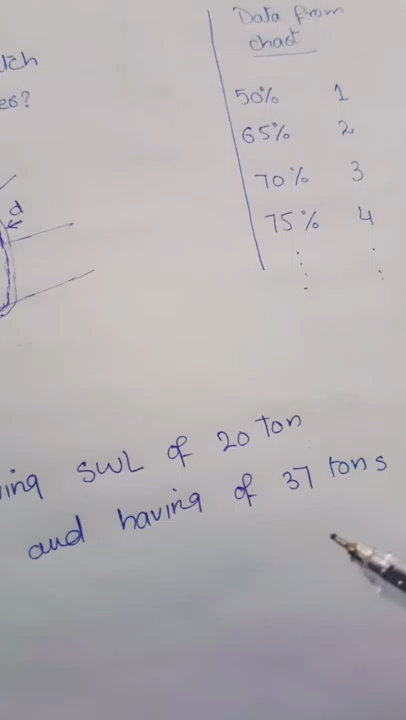 Data from
chart
50% 1
65% 2
70% 3
75% 4
d
SWL of 20 ton
and having of 37 tons